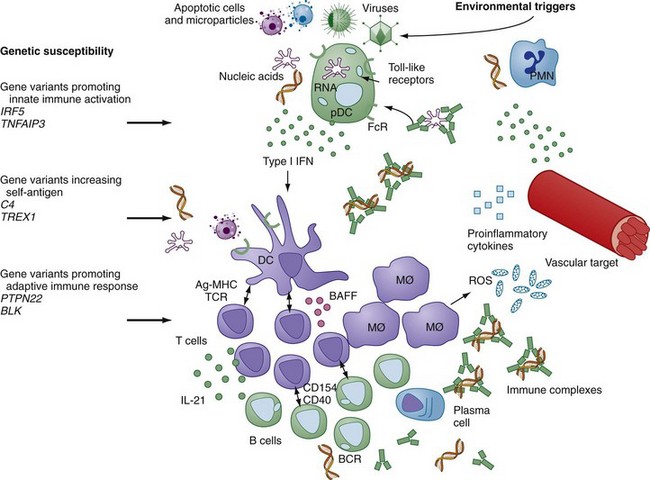 Apoptotic cells
and microparticles
Viruses
Environmental triggers
Genetic susceptibility
Nucleic acids
Toll-like
receptors
PMN
RNA
pDC
FcR
Gene variants promoting
innate immune activation
IRF5
TNFAIP3
Type I IFN
Gene variants increasing
self-antigen
C4
TREX1
Proinflammatory
cytokines
Vascular target
DC
Gene variants promoting
adaptive immune response
PTPN22
BLK
Ag-MHC
TCR
BAFF
MØ
ROS
MØ
MØ
T cells
IL-21
CD154
CD40
Immune complexes
Plasma
cell
B cells
BCR